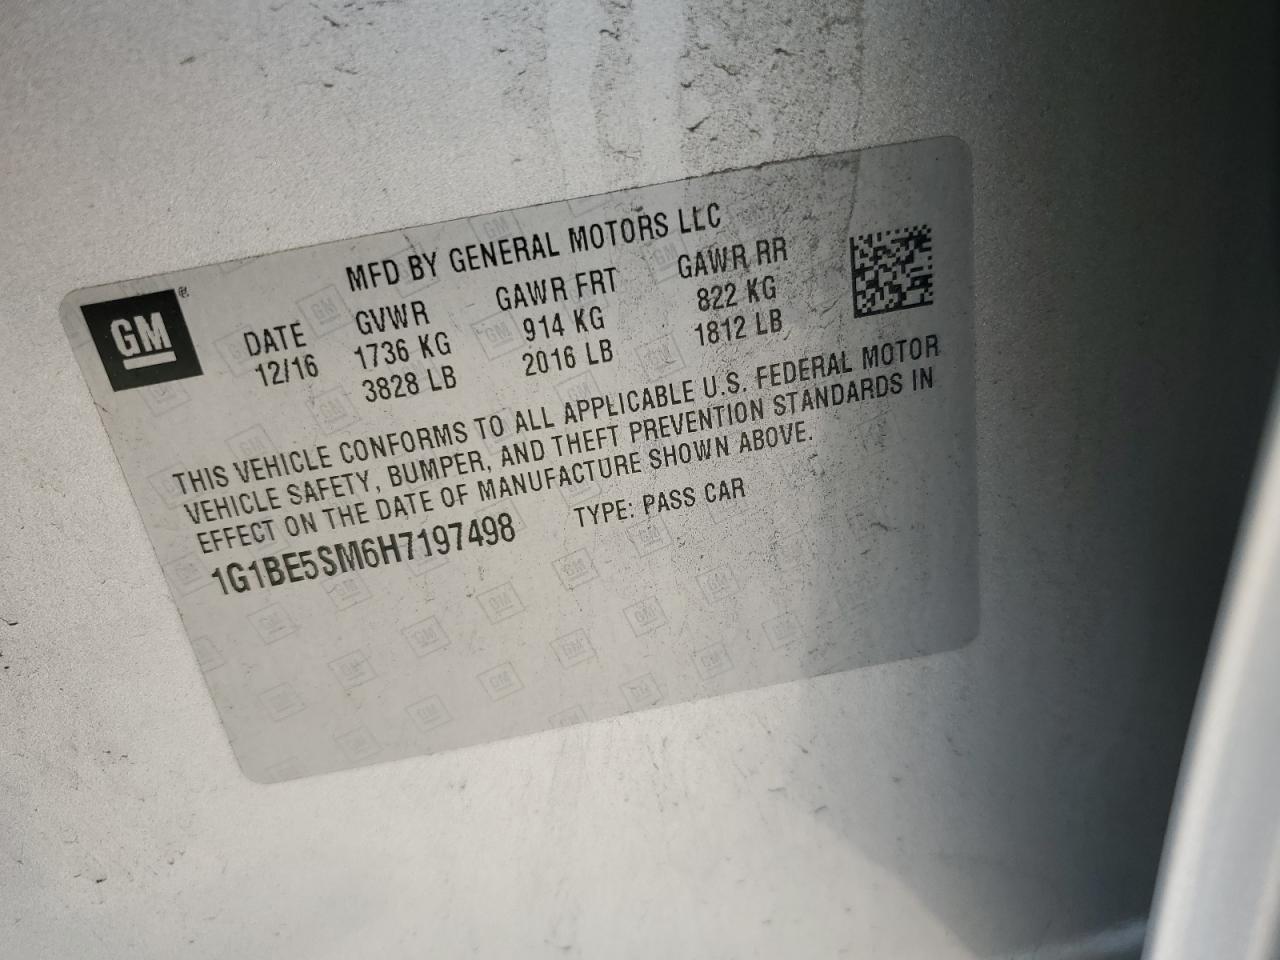 MFD BY GENERAL MOTORS LLC
GM ®
DATE GVWR GAWR FRT GAWR RR
12/16 1736 KG 914 KG 822 KG
3828 LB 2016 LB 1812 LB
THIS VEHICLE CONFORMS TO ALL APPLICABLE U.S. FEDERAL MOTOR
VEHICLE SAFETY, BUMPER, AND THEFT PREVENTION STANDARDS IN
EFFECT ON THE DATE OF MANUFACTURE SHOWN ABOVE.
1G1BE5SM6H7197498 TYPE: PASS CAR